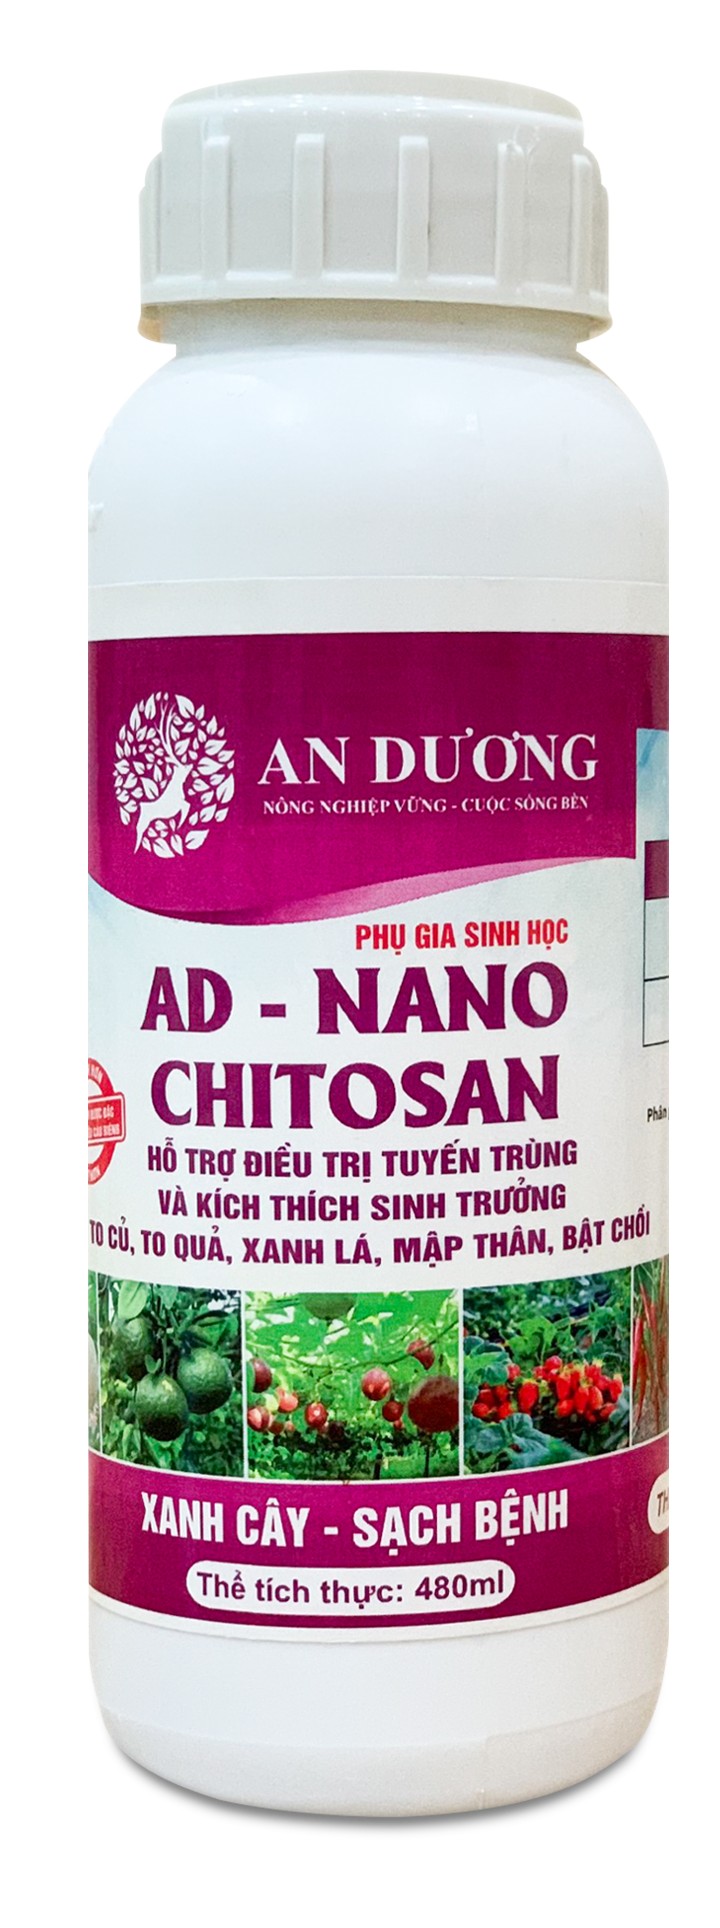 AN DƯƠNG
NÔNG NGHIỆP VỮNG - CUỘC SỐNG BỀN
PHỤ GIA SINH HỌC
AD - NANO
CHITOSAN
HỖ TRỢ ĐIỀU TRỊ TUYẾN TRÙNG
VÀ KÍCH THÍCH SINH TRƯỞNG
TO CỦ, TO QUẢ, XANH LÁ, MẬP THÂN, BẬT CHỒI
Phân
XANH CÂY - SẠCH BỆNH
TH
Thể tích thực: 480ml